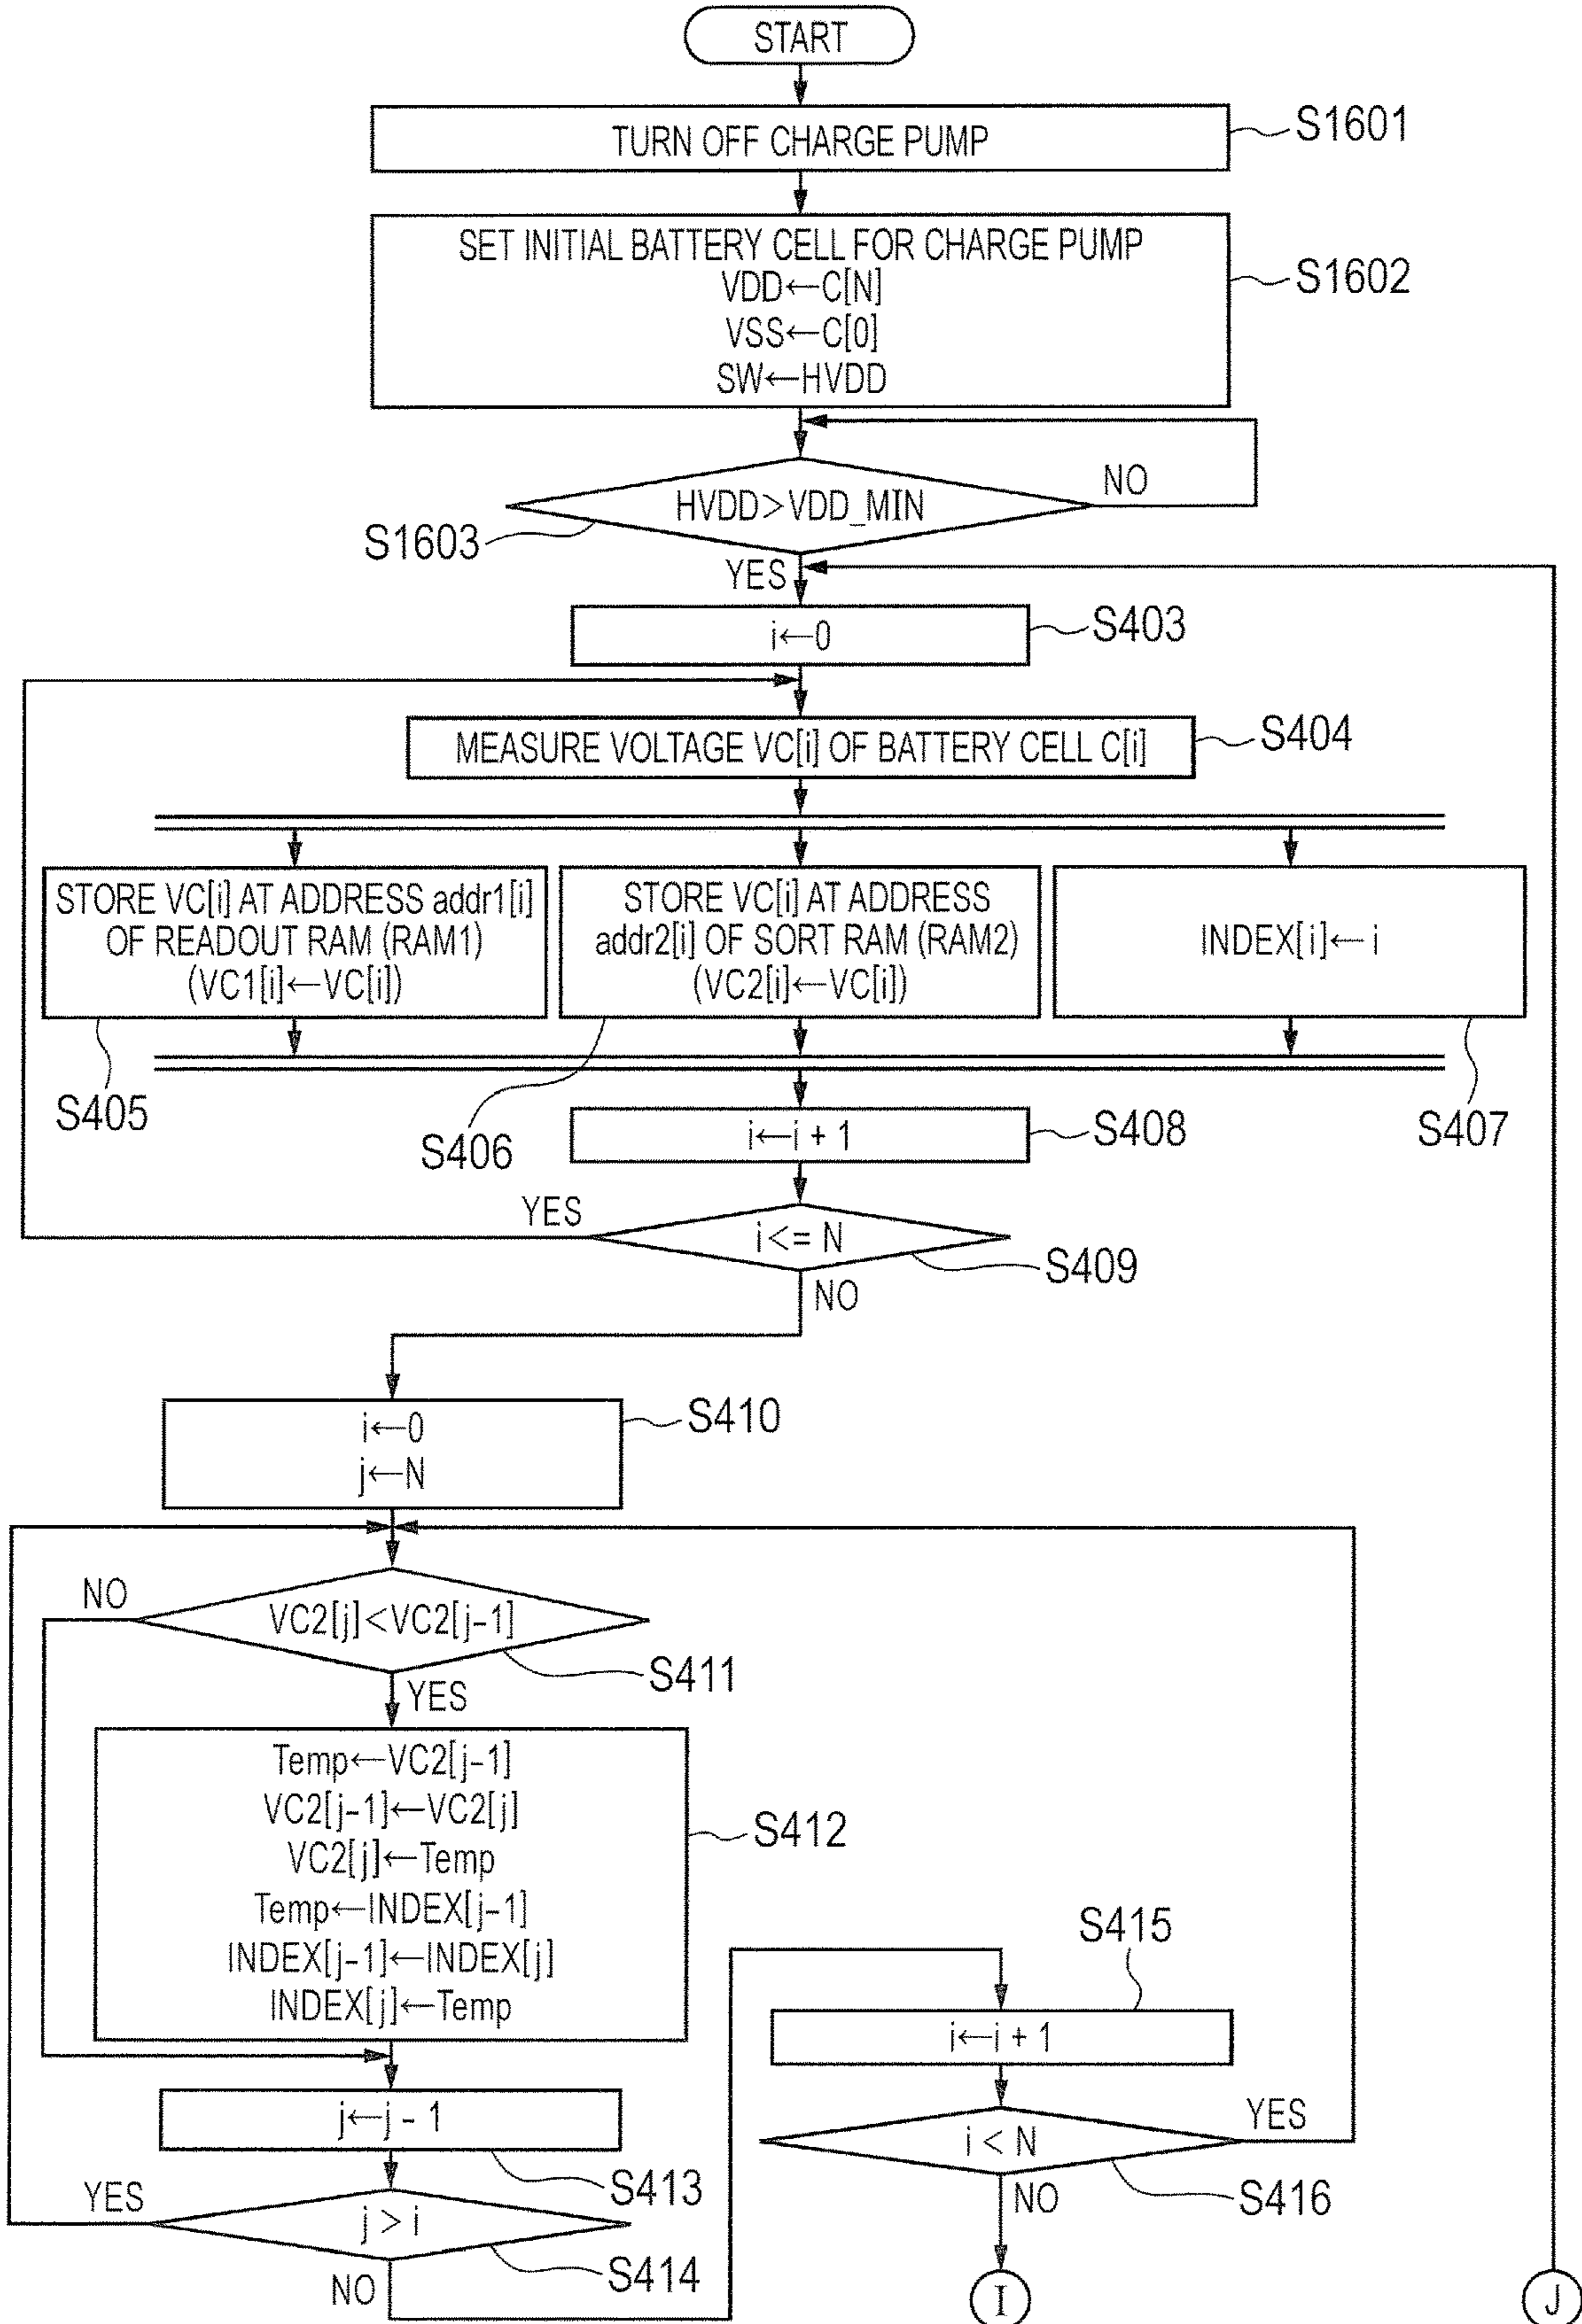 START
TURN OFF CHARGE PUMP
S1601
SET INITIAL BATTERY CELL FOR CHARGE PUMP
VDD←C[N]
VSS←C[0]
SW←HVDD
S1602
HVDD>VDD_MIN
NO
S1603
YES
i←0
S403
MEASURE VOLTAGE VC[i] OF BATTERY CELL C[i]
S404
STORE VC[i] AT ADDRESS addr1[i]
OF READOUT RAM (RAM1)
(VC1[i]←VC[i])
S405
STORE VC[i] AT ADDRESS
addr2[i] OF SORT RAM (RAM2)
(VC2[i]←VC[i])
S406
INDEX[i]←i
S407
i←i + 1
S408
YES
i<= N
S409
NO
i←0
j←N
S410
NO
VC2[j]<VC2[j-1]
S411
YES
Temp←VC2[j-1]
VC2[j-1]←VC2[j]
VC2[j]←Temp
Temp←INDEX[j-1]
INDEX[j-1]←INDEX[j]
INDEX[j]←Temp
S412
j←j - 1
S413
YES
j > i
S414
NO
S415
i←i + 1
i < N
YES
S416
NO
I
J